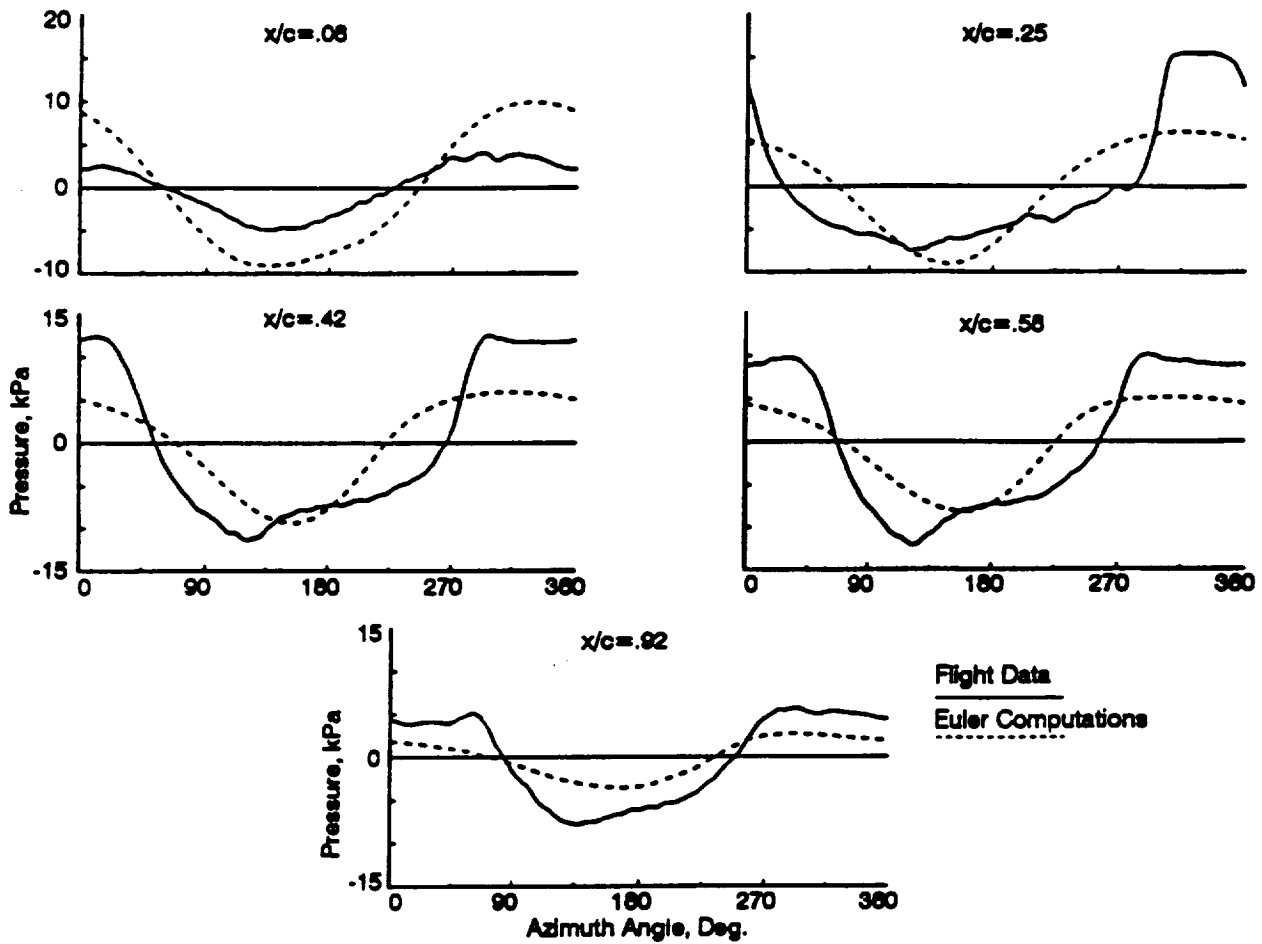 20
10
0
-10
x/c=.08
x/c=.25
15
0
-15
Pressure, kPa
x/c=.42
0 90 180 270 360
x/c=.58
0 90 180 270 360
15
0
-15
Pressure, kPa
x/c=.92
0 90 180 270 360
Azimuth Angle, Deg.
Flight Data
Euler Computations